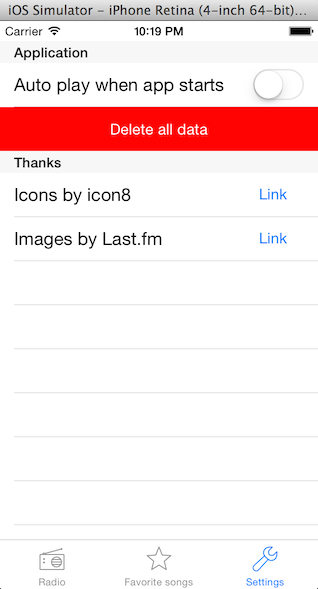 iOS Simulator – iPhone Retina (4-inch 64-bit)...
Carrier 10:19 PM
Application
Auto play when app starts
Delete all data
Thanks
Icons by icon8 Link
Images by Last.fm Link
Radio Favorite songs Settings